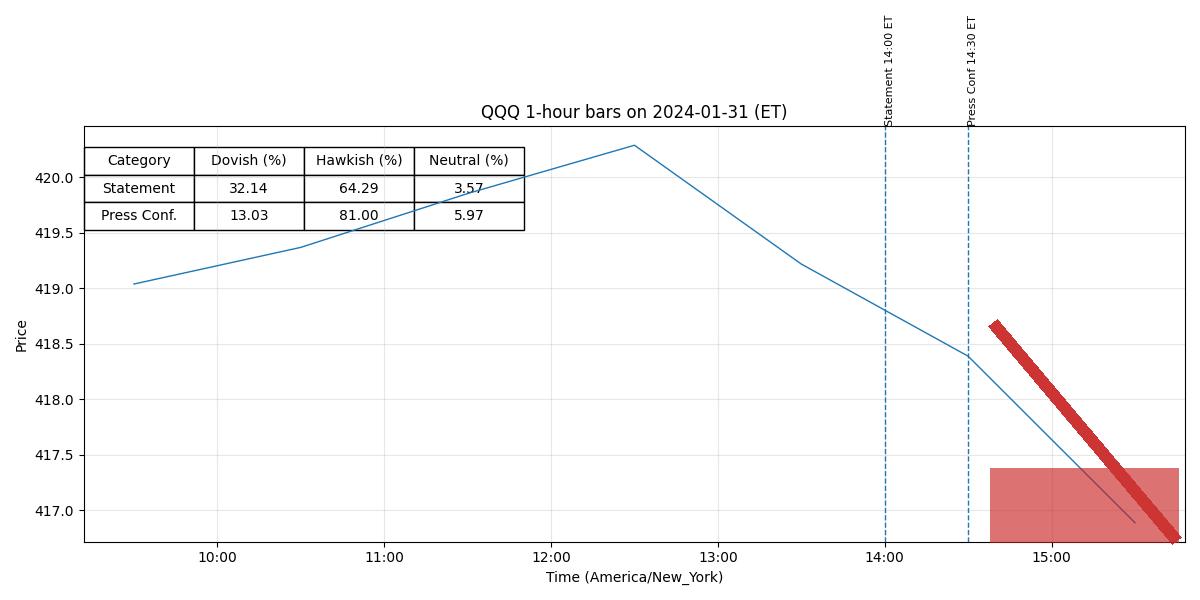 Statement 14:00 ET
Press Conf 14:30 ET
QQQ 1-hour bars on 2024-01-31 (ET)
Category Dovish (%) Hawkish (%) Neutral (%)
Statement 32.14 64.29 3.57
Press Conf. 13.03 81.00 5.97
Price
420.0
419.5
419.0
418.5
418.0
417.5
417.0
10:00 11:00 12:00 13:00 14:00 15:00
Time (America/New_York)